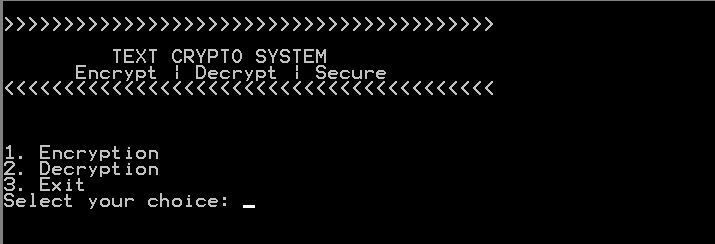 >>>>>>>>>>>>>>>>>>>>>>>>>>>>>>>>>>>>>>>>>
TEXT CRYPTO SYSTEM
Encrypt ¦ Decrypt ¦ Secure
<<<<<<<<<<<<<<<<<<<<<<<<<<<<<<<<<<<<<<<<<
1. Encryption
2. Decryption
3. Exit
Select your choice: _